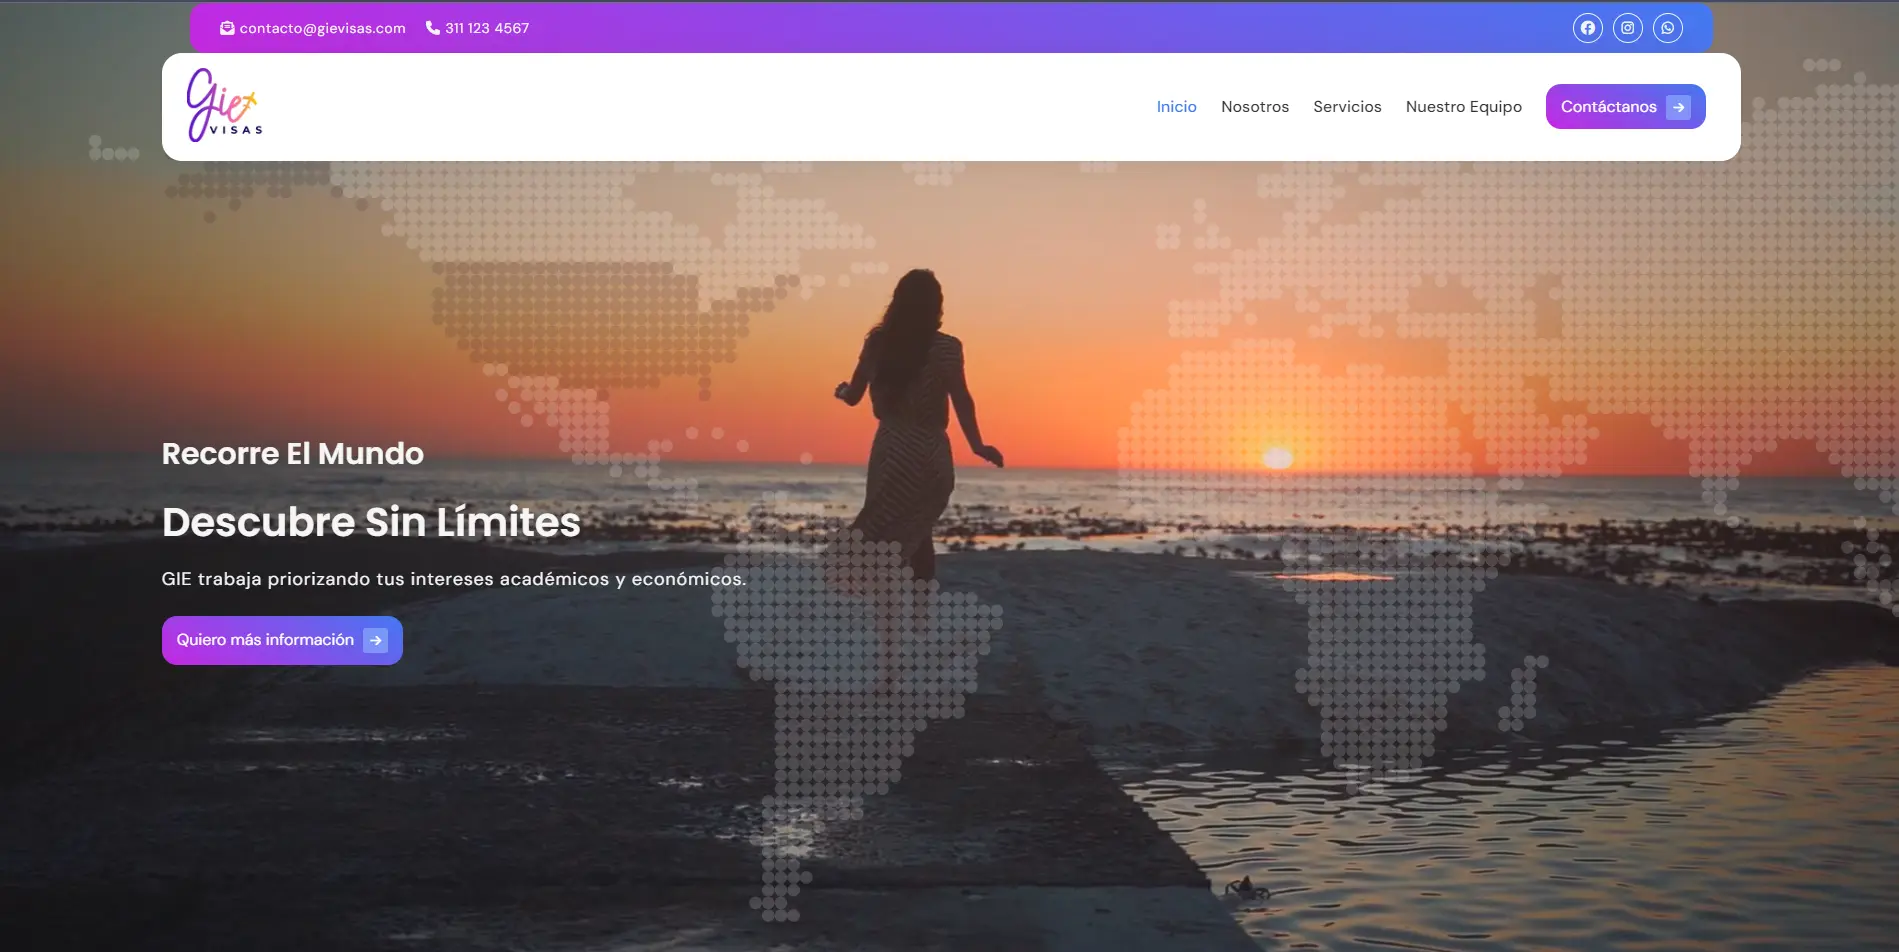 contacto@gievisas.com 311 123 4567
Gie
VISAS
Inicio Nosotros Servicios Nuestro Equipo Contáctanos
Recorre El Mundo
Descubre Sin Límites
GIE trabaja priorizando tus intereses académicos y económicos.
Quiero más información